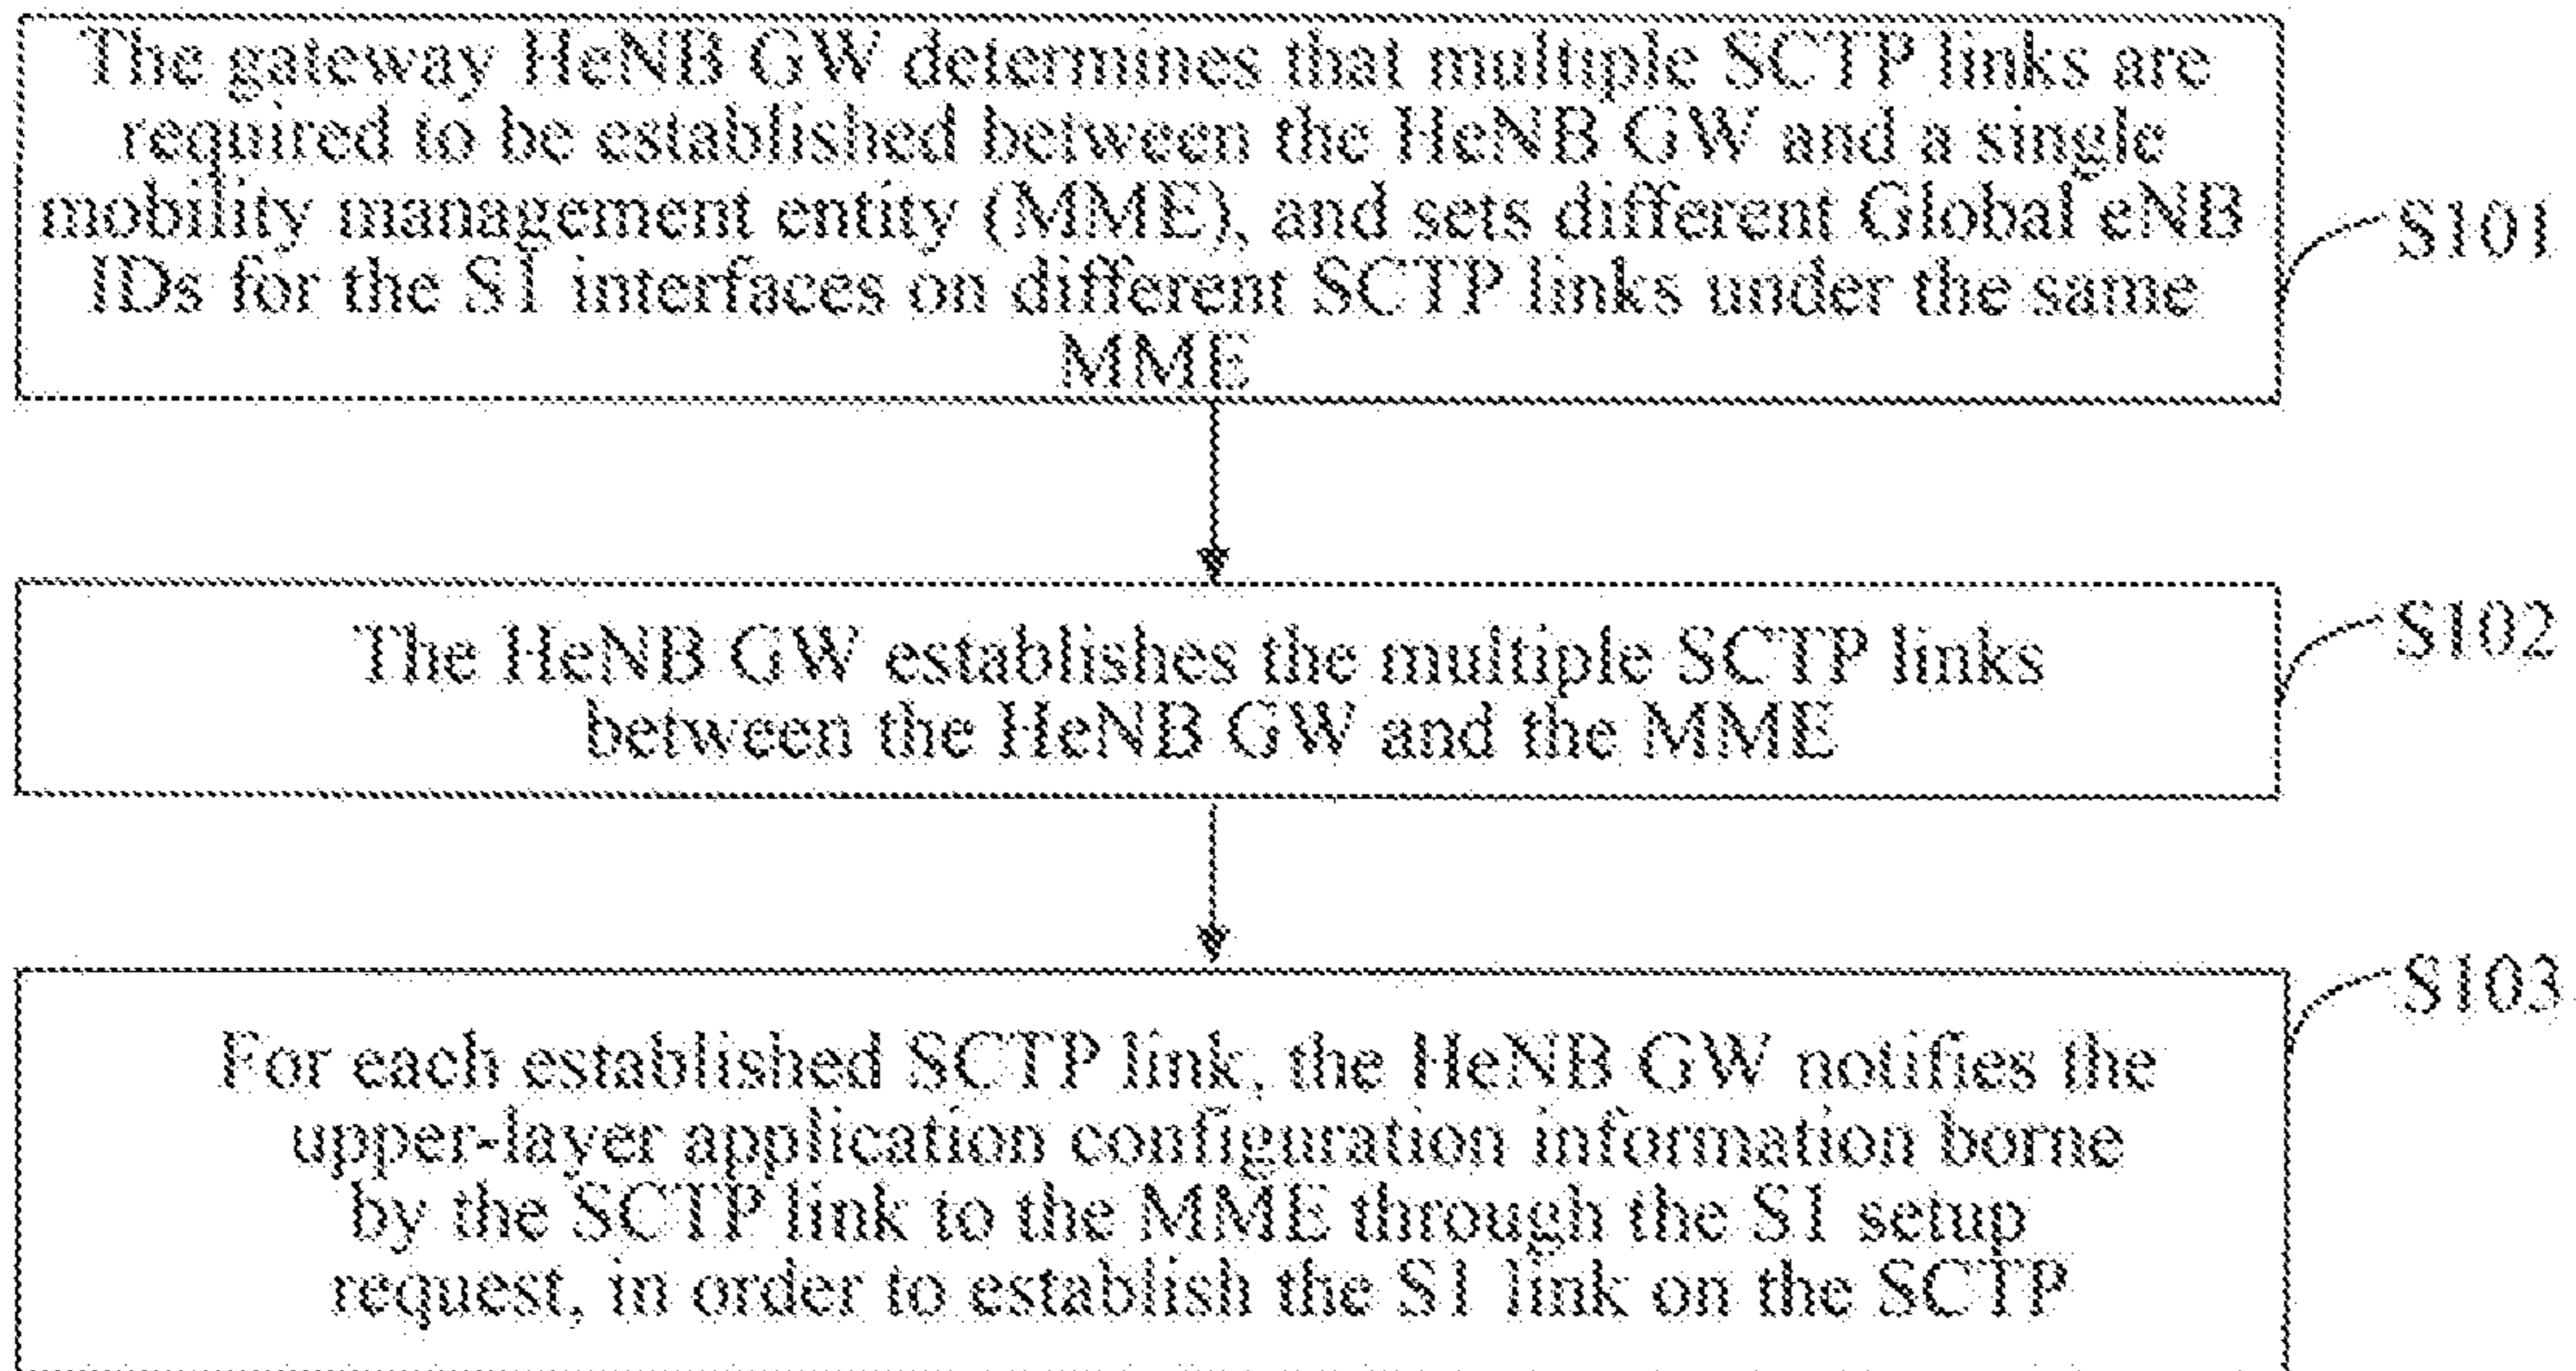 The gateway HeNB GW determines that multiple SCTP links are
required to be established between the HeNB GW and a single
mobility management entity (MME), and sets different Global eNB
IDs for the S1 interfaces on different SCTP links under the same
MME
S101
The HeNB GW establishes the multiple SCTP links
between the HeNB GW and the MME
S102
For each established SCTP link, the HeNB GW notifies the
upper-layer application configuration information borne
by the SCTP link to the MME through the S1 setup
request, in order to establish the S1 link on the SCTP
S103